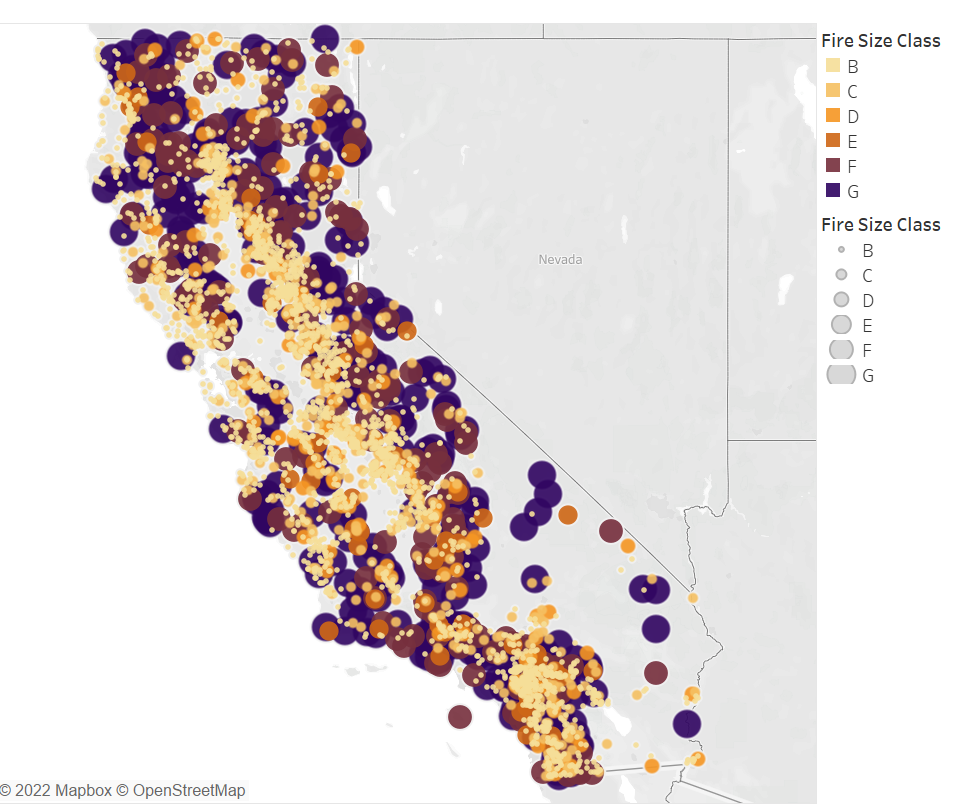 Fire Size Class
B
C
D
E
F
G
Fire Size Class
B
C
D
E
F
G
Nevada
© 2022 Mapbox © OpenStreetMap